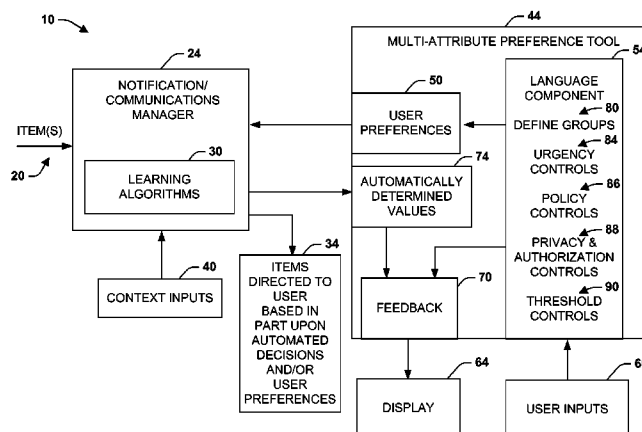 10
24
NOTIFICATION/
COMMUNICATIONS
MANAGER
ITEM(S)
20
30
LEARNING
ALGORITHMS
40
CONTEXT INPUTS
34
ITEMS
DIRECTED TO
USER
BASED IN
PART UPON
AUTOMATED
DECISIONS
AND/OR
USER
PREFERENCES
44
MULTI-ATTRIBUTE PREFERENCE TOOL
50
USER
PREFERENCES
74
AUTOMATICALLY
DETERMINED
VALUES
70
FEEDBACK
64
DISPLAY
54
LANGUAGE
COMPONENT
80
DEFINE GROUPS
84
URGENCY
CONTROLS
86
POLICY
CONTROLS
88
PRIVACY &
AUTHORIZATION
CONTROLS
90
THRESHOLD
CONTROLS
USER INPUTS